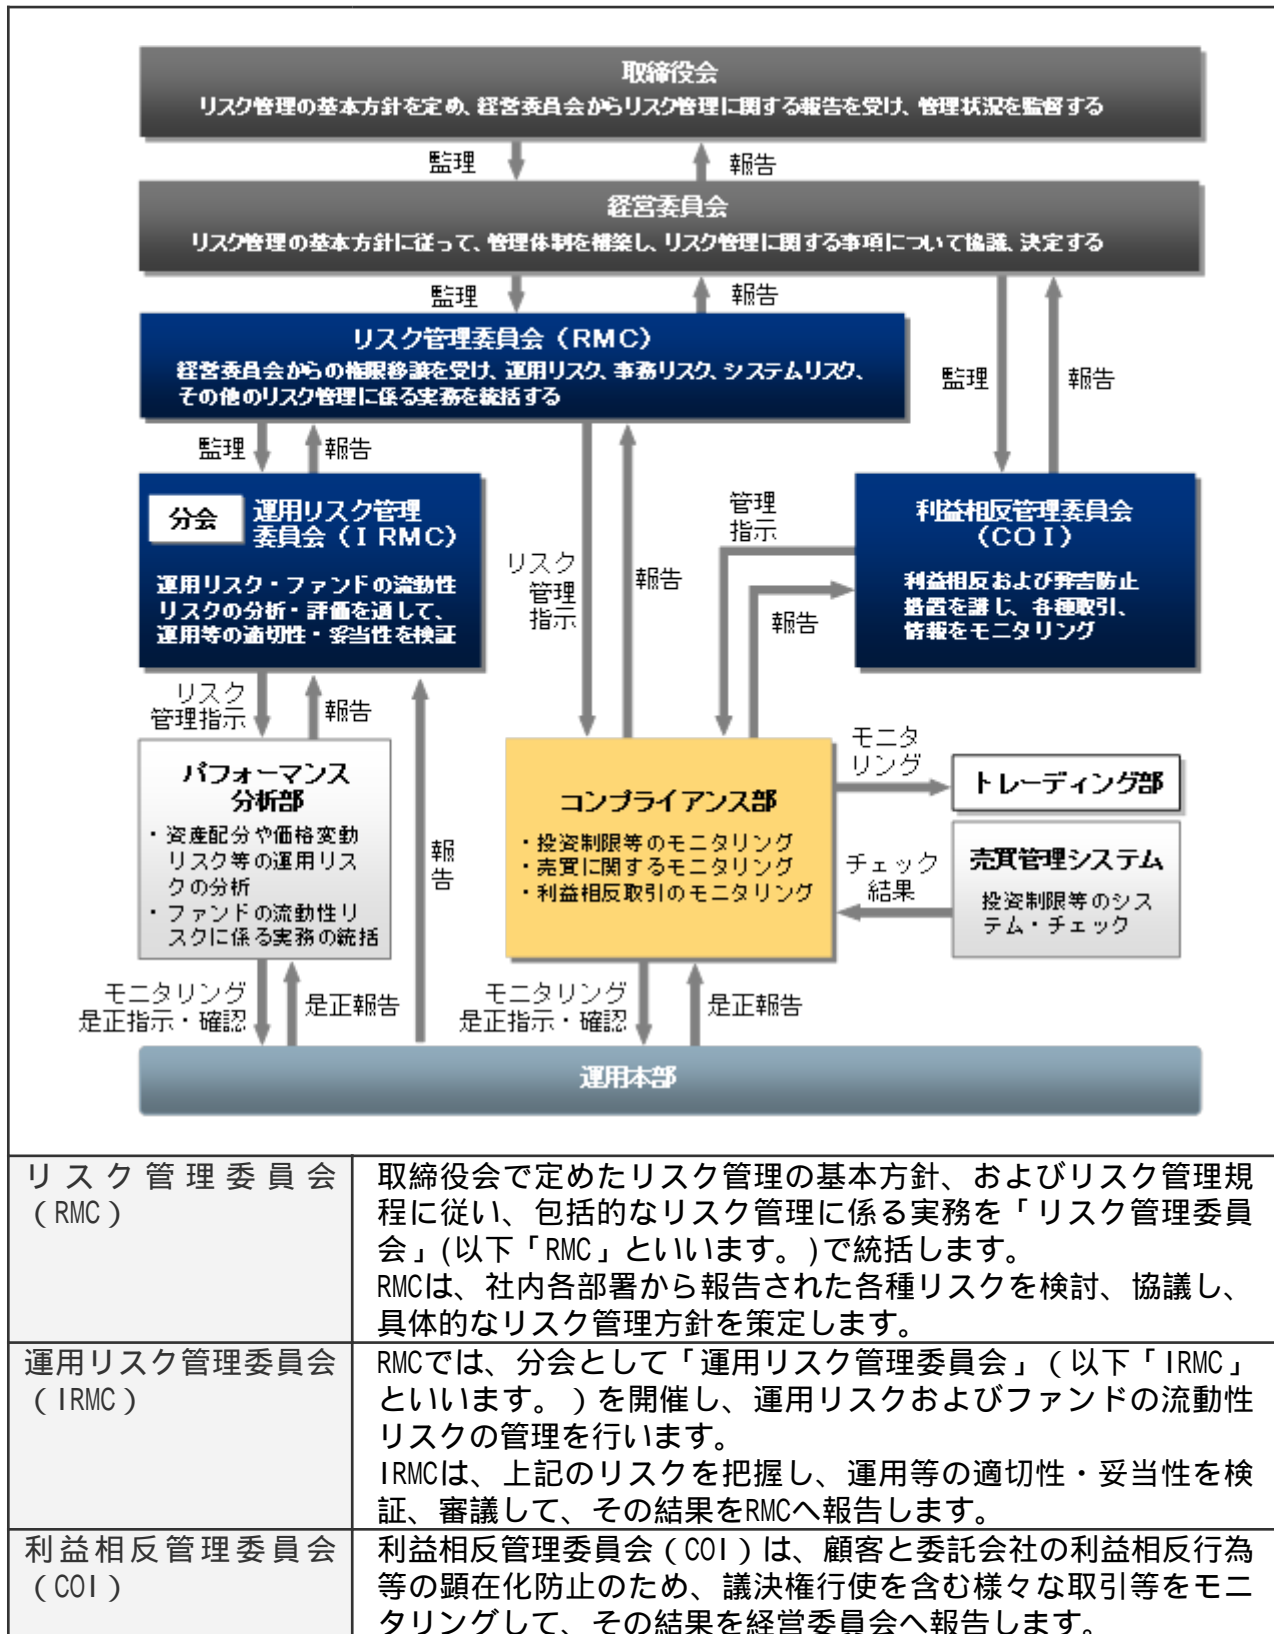 取締役会
リスク管理の基本方針を定め、経営委員会からリスク管理に関する報告を受け、管理状況を監督する
監理
報告
経営委員会
リスク管理の基本方針に従って、管理体制を構築し、リスク管理に関する事項について協議、決定する
監理
報告
監理
報告
リスク管理委員会（RMC）
経営委員会からの権限移譲を受け、運用リスク、事務リスク、システムリスク、
その他のリスク管理に係る実務を統括する
監理
報告
分会
運用リスク管理
委員会（IRMC）
運用リスク・ファンドの流動性
リスクの分析・評価を通して、
運用等の適切性・妥当性を検証
リスク
管理
指示
報告
管理
指示
報告
利益相反管理委員会
（COI）
利益相反および弊害防止
措置を講じ、各種取引、
情報をモニタリング
リスク
管理指示
報告
パフォーマンス
分析部
・資産配分や価格変動
リスク等の運用リス
クの分析
・ファンドの流動性リ
スクに係る実務の統括
報
告
コンプライアンス部
・投資制限等のモニタリング
・売買に関するモニタリング
・利益相反取引のモニタリング
モニタ
リング
トレーディング部
チェック
結果
売買管理システム
投資制限等のシス
テム・チェック
モニタリング
是正指示・確認
是正報告
モニタリング
是正指示・確認
是正報告
運用本部
リスク管理委員会
（RMC）
取締役会で定めたリスク管理の基本方針、およびリスク管理規
程に従い、包括的なリスク管理に係る実務を「リスク管理委員
会」(以下「RMC」といいます。)で統括します。
RMCは、社内各部署から報告された各種リスクを検討、協議し、
具体的なリスク管理方針を策定します。
運用リスク管理委員会
（IRMC）
RMCでは、分会として「運用リスク管理委員会」（以下「IRMC」
といいます。）を開催し、運用リスクおよびファンドの流動性
リスクの管理を行います。
IRMCは、上記のリスクを把握し、運用等の適切性・妥当性を検
証、審議して、その結果をRMCへ報告します。
利益相反管理委員会
（COI）
利益相反管理委員会（COI）は、顧客と委託会社の利益相反行為
等の顕在化防止のため、議決権行使を含む様々な取引等をモニ
タリングして、その結果を経営委員会へ報告します。